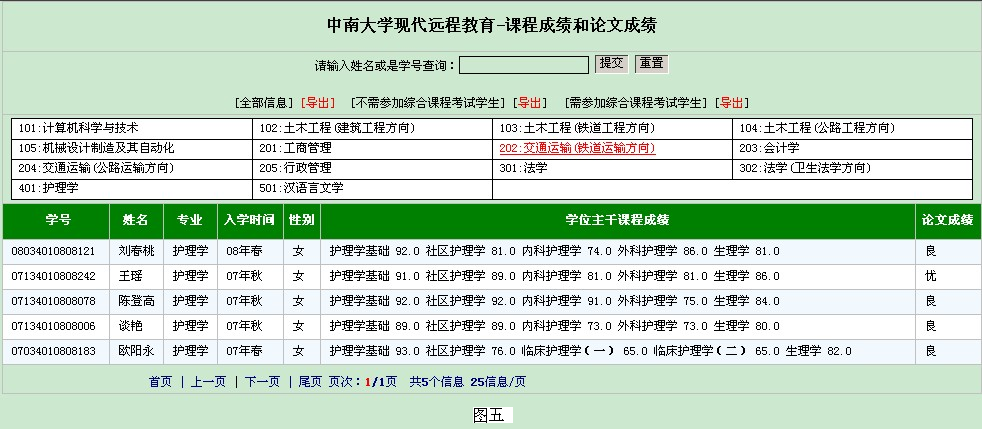 中南大学现代远程教育-课程成绩和论文成绩
请输入姓名或是学号查询： 提交 重置
[全部信息] [导出] [不需参加综合课程考试学生] [导出] [需参加综合课程考试学生] [导出]
101:计算机科学与技术 102:土木工程(建筑工程方向) 103:土木工程(铁道工程方向) 104:土木工程(公路工程方向)
105:机械设计制造及其自动化 201:工商管理 202:交通运输(铁道运输方向) 203:会计学
204:交通运输(公路运输方向) 205:行政管理 301:法学 302:法学(卫生法学方向)
401:护理学 501:汉语言文学
学号 姓名 专业 入学时间 性别 学位主干课程成绩 论文成绩
08034010808121 刘春桃 护理学 08年春 女 护理学基础 92.0 社区护理学 81.0 内科护理学 74.0 外科护理学 86.0 生理学 81.0 良
07134010808242 王瑶 护理学 07年秋 女 护理学基础 91.0 社区护理学 89.0 内科护理学 81.0 外科护理学 81.0 生理学 86.0 忧
07134010808078 陈登高 护理学 07年秋 女 护理学基础 92.0 社区护理学 92.0 内科护理学 91.0 外科护理学 75.0 生理学 84.0 良
07134010808006 谈艳 护理学 07年秋 女 护理学基础 89.0 社区护理学 89.0 内科护理学 73.0 外科护理学 73.0 生理学 80.0 良
07034010808183 欧阳永 护理学 07年春 女 护理学基础 93.0 社区护理学 76.0 临床护理学(一) 65.0 临床护理学(二) 65.0 生理学 82.0 良
首页 | 上一页 | 下一页 | 尾页 页次：1/1页 共5个信息 25信息/页
图五